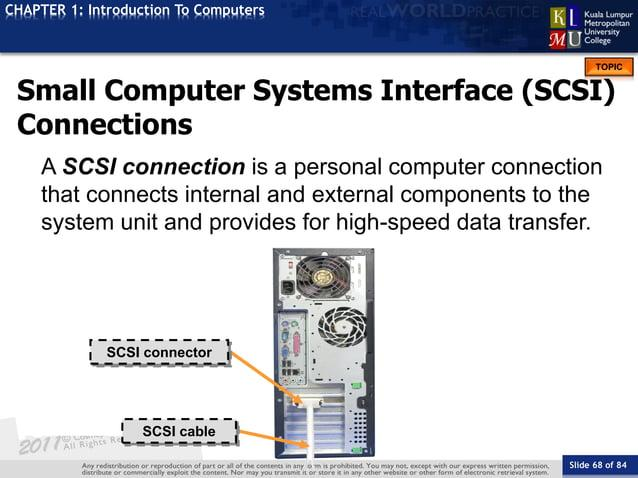 CHAPTER 1: Introduction To Computers
REALWORLDPRACTICE
KL
MU
Kuala Lumpur
Metropolitan
University
College
TOPIC
Small Computer Systems Interface (SCSI)
Connections
A SCSI connection is a personal computer connection
that connects internal and external components to the
system unit and provides for high-speed data transfer.
SCSI connector
SCSI cable
2011©
All Rights
Any redistribution or reproduction of part or all of the contents in any is prohibited. You may not, except with our express written permission,
distribute or commercially exploit the content. Nor may you transmit it or store it in any other website or other form of electronic retrieval system.
Slide 68 of 84